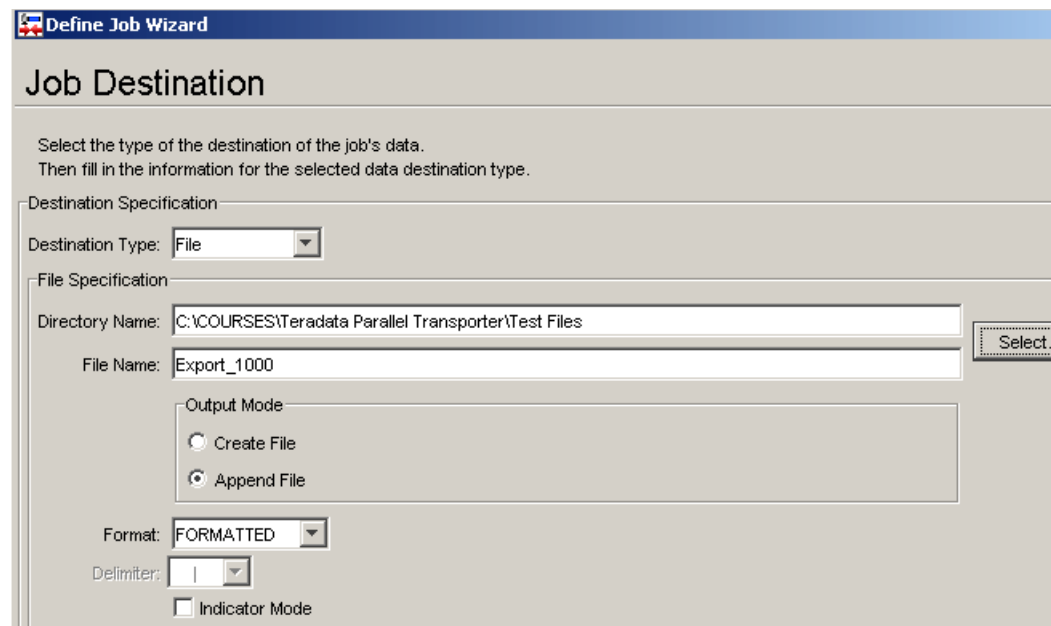 Define Job Wizard
Job Destination
Select the type of the destination of the job's data.
Then fill in the information for the selected data destination type.
Destination Specification
Destination Type: File
File Specification
Directory Name: C:\COURSES\Teradata Parallel Transporter\Test Files
Select.
File Name: Export_1000
Output Mode
Create File
Append File
Format: FORMATTED
Delimiter: |
Indicator Mode